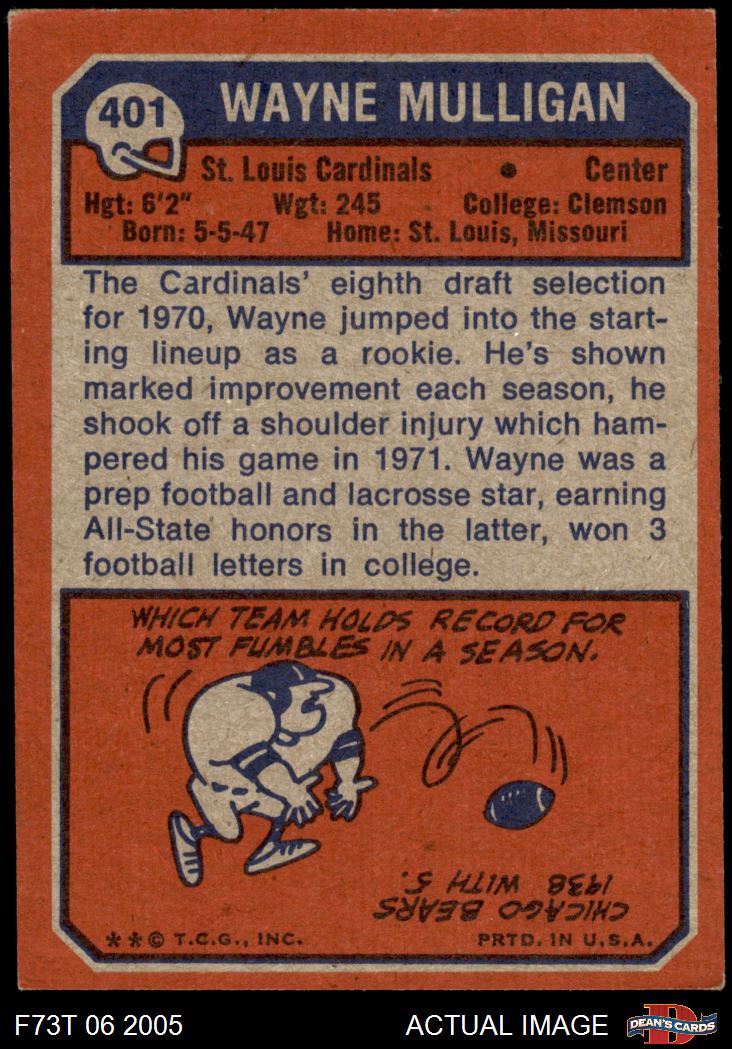 401
WAYNE MULLIGAN
St. Louis Cardinals • Center
Hgt: 6'2" Wgt: 245 College: Clemson
Born: 5-5-47 Home: St. Louis, Missouri
The Cardinals' eighth draft selection
for 1970, Wayne jumped into the start-
ing lineup as a rookie. He's shown
marked improvement each season, he
shook off a shoulder injury which ham-
pered his game in 1971. Wayne was a
prep football and lacrosse star, earning
All-State honors in the latter, won 3
football letters in college.
WHICH TEAM HOLDS RECORD FOR
MOST FUMBLES IN A SEASON.
CHICAGO BEARS
1938 WITH 5.
**© T.C.G., INC. PRTD. IN U.S.A.
F73T 06 2005 ACTUAL IMAGE
DEAN'S CARDS